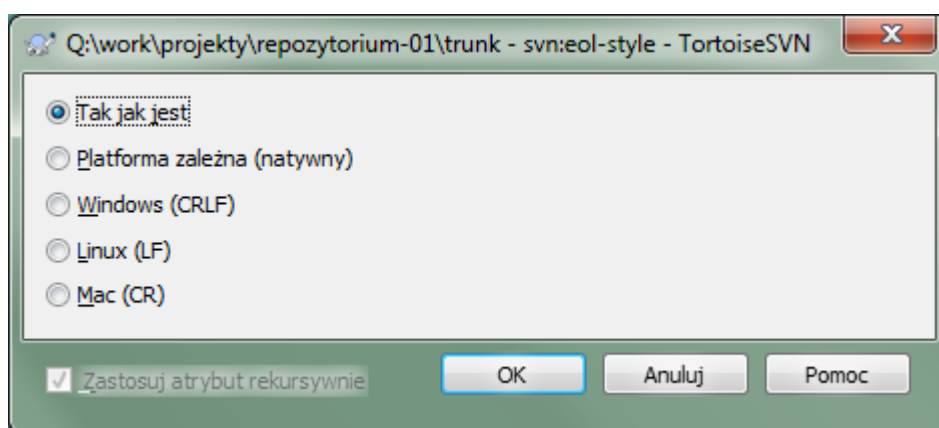 Q:\work\projekty\repozytorium-01\trunk - svn:eol-style - TortoiseSVN
Tak jak jest
Platforma zależna (natywny)
Windows (CRLF)
Linux (LF)
Mac (CR)
Zastosuj atrybut rekursywnie
OK Anuluj Pomoc